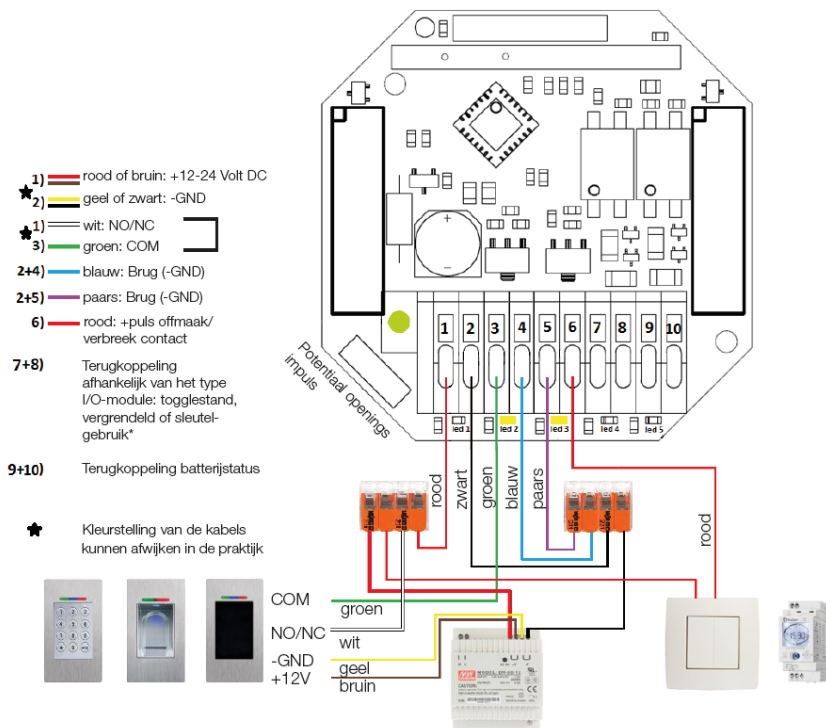 1) rood of bruin: +12-24 Volt DC
2) geel of zwart: -GND
1) wit: NO/NC
3) groen: COM
2+4) blauw: Brug (-GND)
2+5) paars: Brug (-GND)
6) rood: +puls offmaak/
verbreek contact
7+8) Terugkoppeling
afhankelijk van het type
I/O-module: togglestand,
vergrendeld of sleutel-
gebruik*
9+10) Terugkoppeling batterijstatus
Kleurstelling van de kabels
kunnen afwijken in de praktijk
1 2 3 4 5 6 7 8 9 10
Potentiaal openings
impuls
led 1 led 2 led 3 led 4 led 5
rood
zwart
groen
blauw
paars
rood
COM
groen
NO/NC
wit
-GND
geel
+12V
bruin